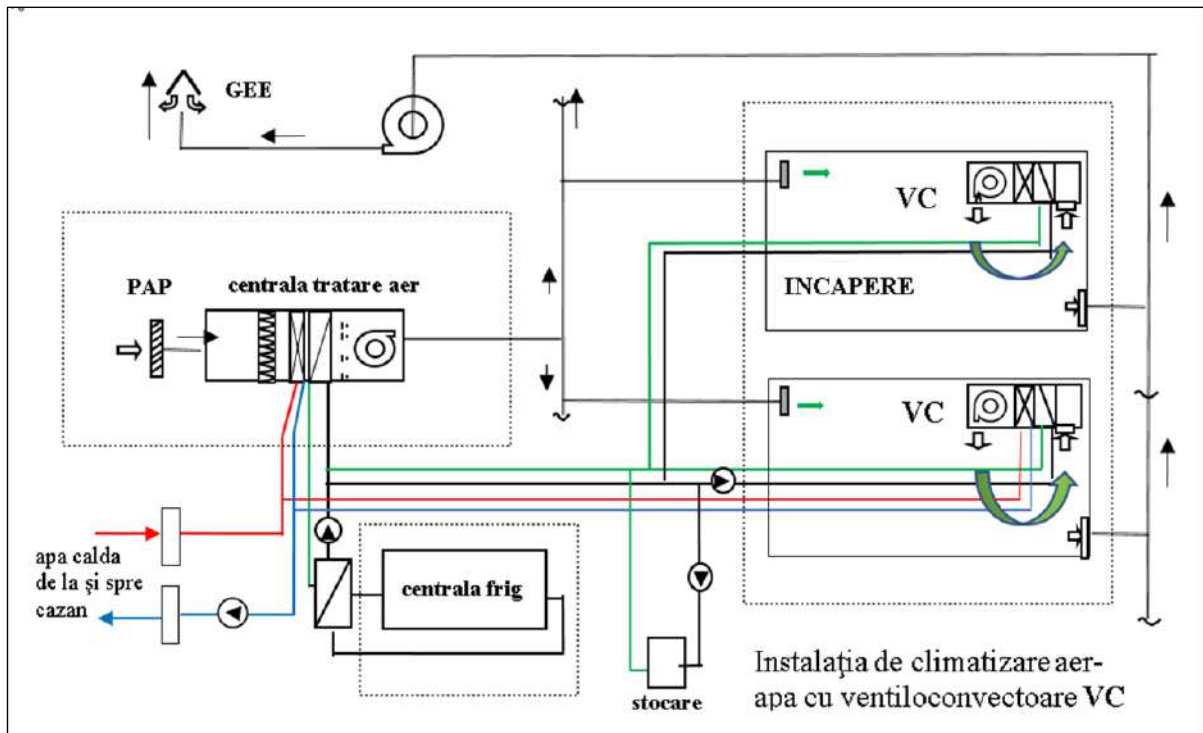 GEE
VC
PAP
centrala tratare aer
INCAPERE
VC
apa calda
de la şi spre
cazan
centrala frig
stocare
Instalaţia de climatizare aer-
apa cu ventiloconvectoare VC